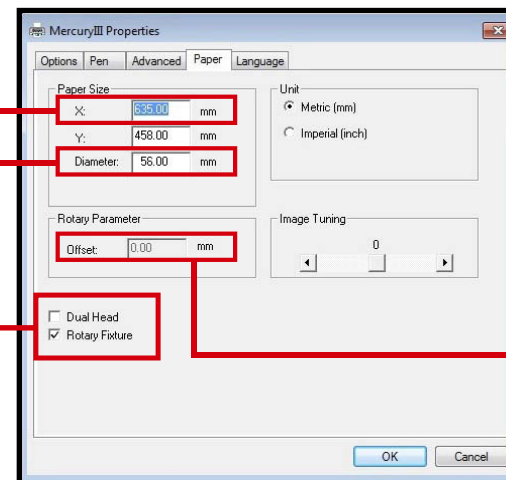 MercuryIII Properties
Options Pen Advanced Paper Language
Paper Size
X: 635.00 mm
Y: 458.00 mm
Diameter: 56.00 mm
Unit
Metric (mm)
Imperial (inch)
Rotary Parameter
Offset: 0.00 mm
Image Tuning
0
Dual Head
Rotary Fixture
OK Cancel